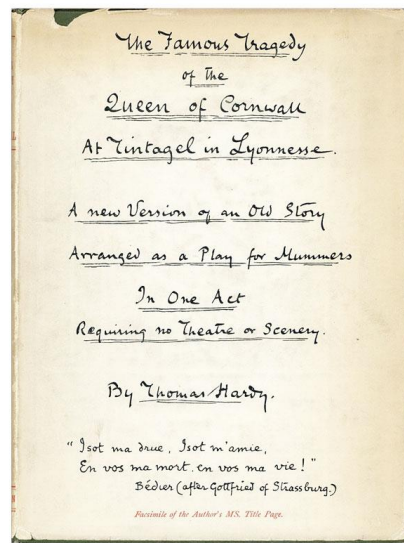 The Famous Tragedy
of the
Queen of Cornwall
At Tintagel in Lyonnesse.
A new Version of an Old Story
Arranged as a Play for Mummers
In One Act
Requiring no Theatre or Scenery.
By Thomas Hardy.
"Isot ma drue, Isot m'amie,
En vos ma mort, en vos ma vie!"
Bédier (after Gottfried of Strassburg.)
Facsimile of the Author's MS. Title Page.